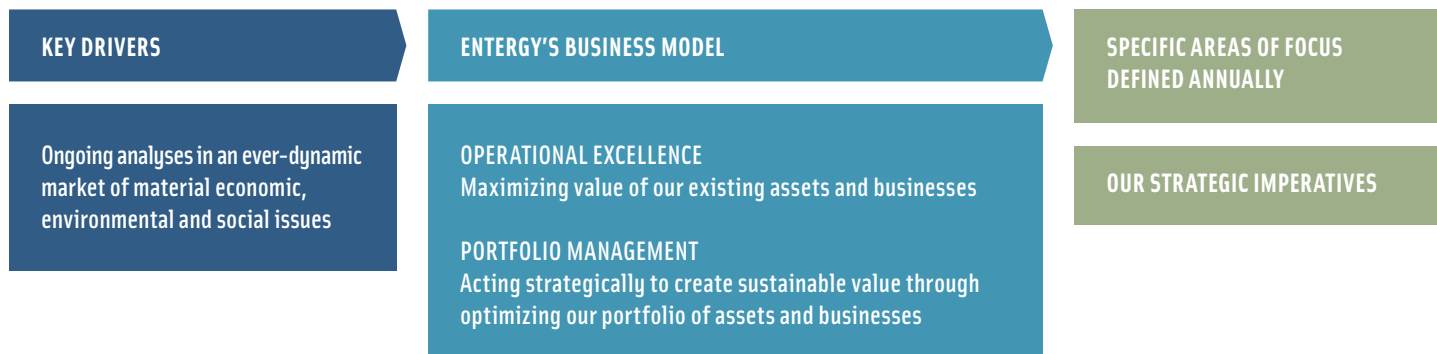 KEY DRIVERS
Ongoing analyses in an ever-dynamic
market of material economic,
environmental and social issues
ENTERGY’S BUSINESS MODEL
OPERATIONAL EXCELLENCE
Maximizing value of our existing assets and businesses
PORTFOLIO MANAGEMENT
Acting strategically to create sustainable value through
optimizing our portfolio of assets and businesses
SPECIFIC AREAS OF FOCUS
DEFINED ANNUALLY
OUR STRATEGIC IMPERATIVES